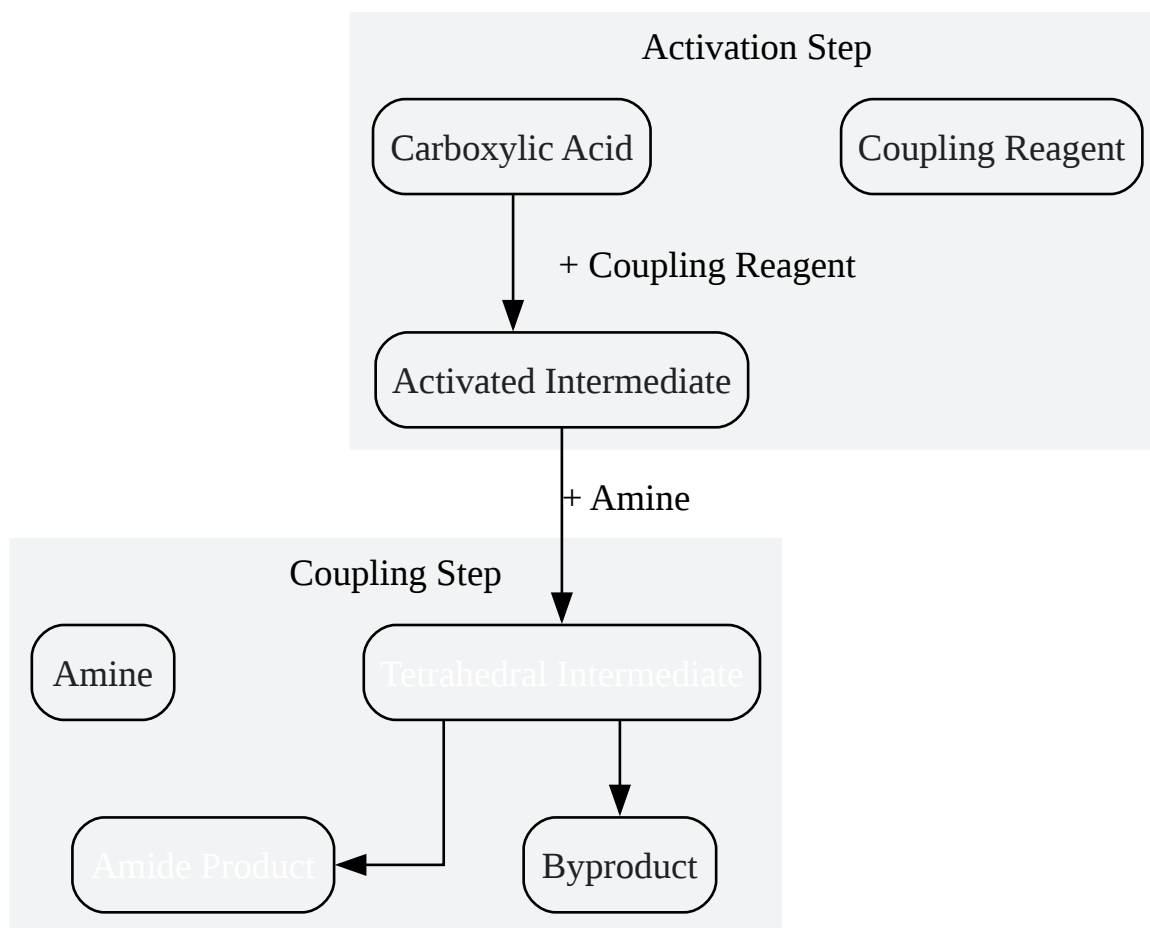 Activation Step
Carboxylic Acid
Coupling Reagent
+ Coupling Reagent
Activated Intermediate
+ Amine
Coupling Step
Amine
Tetrahedral Intermediate
Amide Product
Byproduct